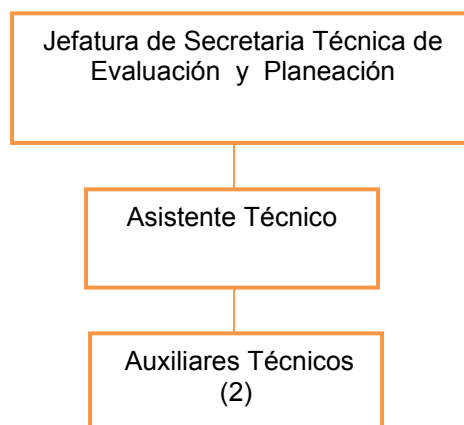 Jefatura de Secretaria Técnica de
Evaluación y Planeación
Asistente Técnico
Auxiliares Técnicos
(2)